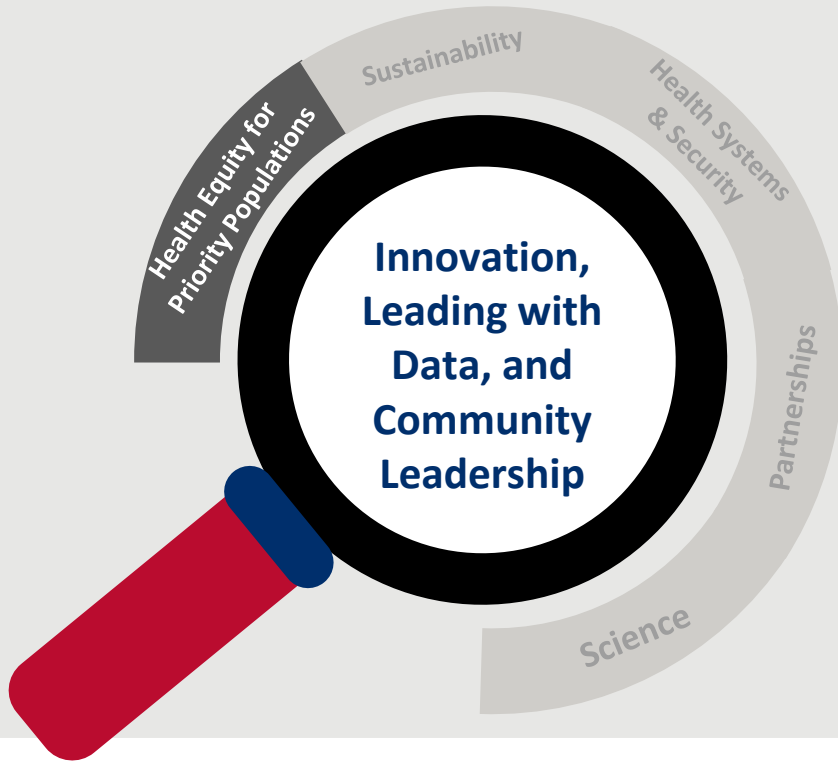 Sustainability
Health Systems
& Security
Health Equity for
Priority Populations
Innovation,
Leading with
Data, and
Community
Leadership
Partnerships
Science